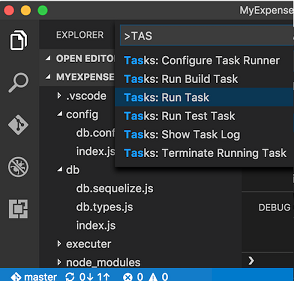 MyExpense
EXPLORER
>TAS
OPEN EDITO
MYEXPENSE
Tasks: Configure Task Runner
Tasks: Run Build Task
Tasks: Run Task
Tasks: Run Test Task
Tasks: Show Task Log
Tasks: Terminate Running Task
.vscode
config
db.con
index.js
db
db.sequelize.js
db.types.js
index.js
executer
node_modules
DEBUG
master 0↓ 1↑ 0 0